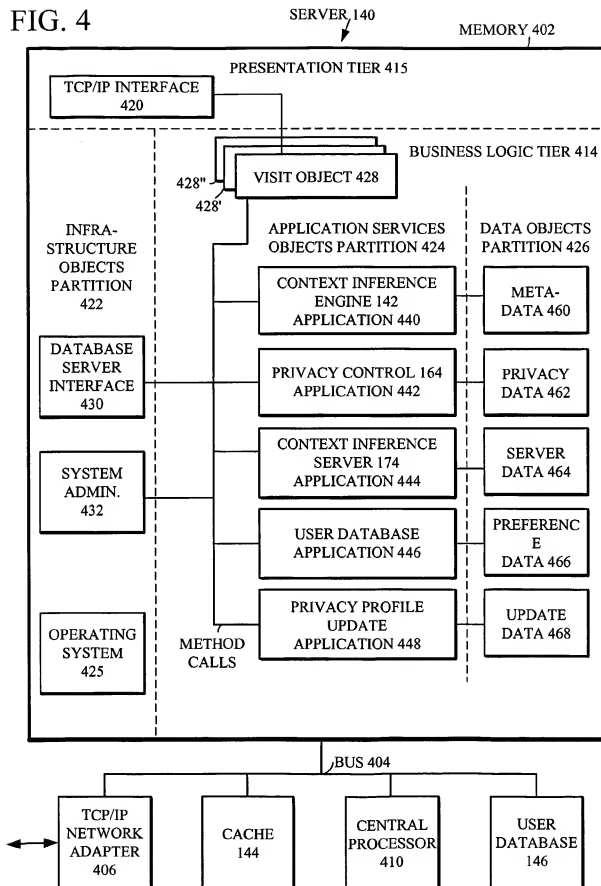 FIG. 4
SERVER 140
MEMORY 402
PRESENTATION TIER 415
TCP/IP INTERFACE
420
BUSINESS LOGIC TIER 414
VISIT OBJECT 428
428"
428'
INFRA-
STRUCTURE
OBJECTS
PARTITION
422
APPLICATION SERVICES
OBJECTS PARTITION 424
DATA OBJECTS
PARTITION 426
CONTEXT INFERENCE
ENGINE 142
APPLICATION 440
META-
DATA 460
DATABASE
SERVER
INTERFACE
430
PRIVACY CONTROL 164
APPLICATION 442
PRIVACY
DATA 462
CONTEXT INFERENCE
SERVER 174
APPLICATION 444
SERVER
DATA 464
SYSTEM
ADMIN.
432
USER DATABASE
APPLICATION 446
PREFERENC
E
DATA 466
OPERATING
SYSTEM
425
METHOD
CALLS
PRIVACY PROFILE
UPDATE
APPLICATION 448
UPDATE
DATA 468
BUS 404
TCP/IP
NETWORK
ADAPTER
406
CACHE
144
CENTRAL
PROCESSOR
410
USER
DATABASE
146